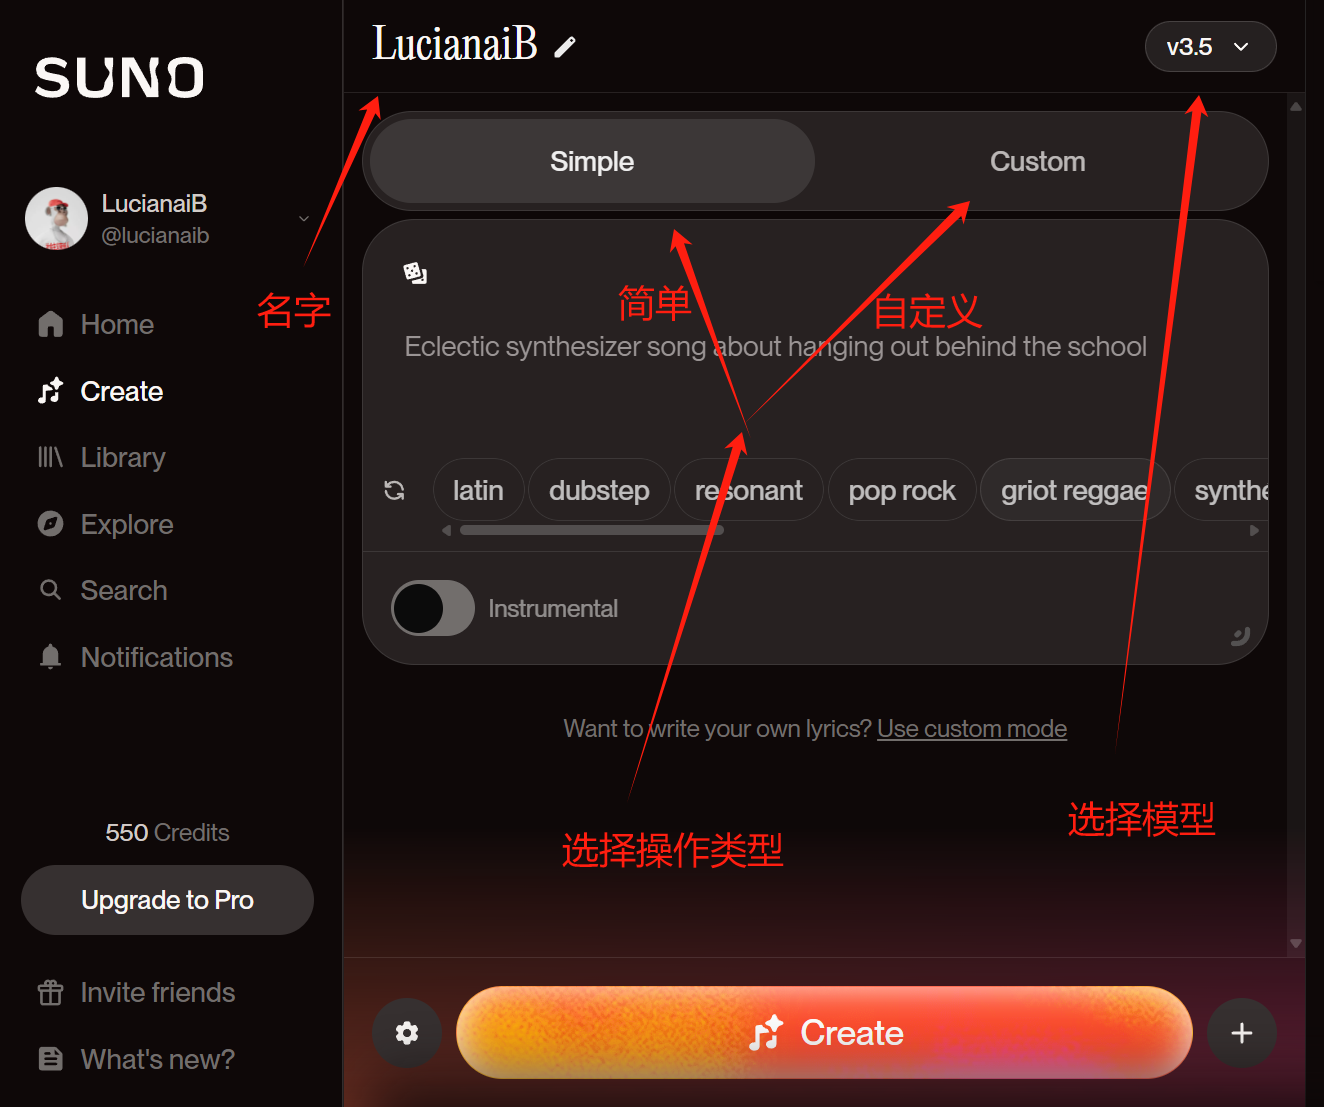 SUNO
LucianaiB
@lucianaib
名字
Home
Create
Library
Explore
Search
Notifications
550 Credits
Upgrade to Pro
Invite friends
What's new?
LucianaiB
v3.5
Simple
Custom
简单
自定义
Eclectic synthesizer song about hanging out behind the school
latin
dubstep
resonant
pop rock
griot reggae
synthe
Instrumental
Want to write your own lyrics? Use custom mode
选择操作类型
选择模型
Create